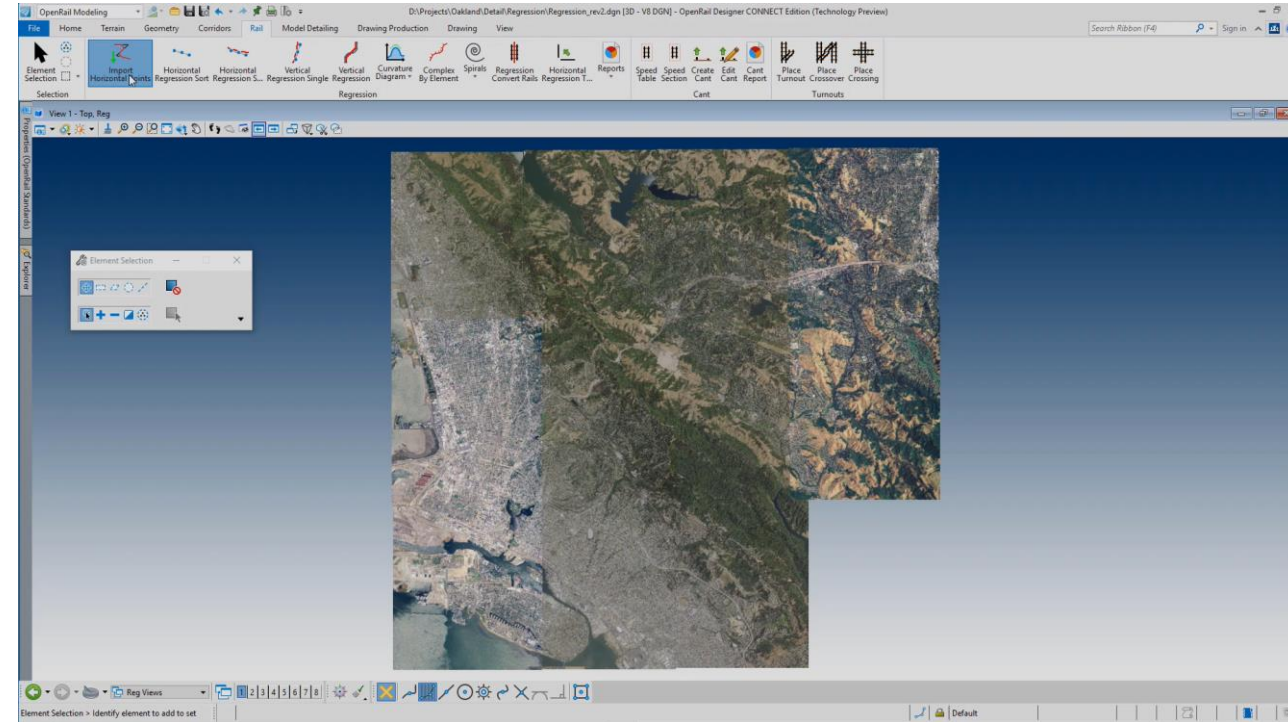 OpenRail Modeling
D:\Projects\Oakland\Detail\Regression\Regression_rev2.dgn [3D - V8 DGN] - OpenRail Designer CONNECT Edition (Technology Preview)
File Home Terrain Geometry Corridors Rail Model Detailing Drawing Production Drawing View
Search Ribbon (F4)
Sign in
Element Selection
Import Horizontal Points
Horizontal Regression Sort
Horizontal Regression S...
Vertical Regression Single
Vertical Regression
Curvature Diagram
Complex By Element
Spirals
Regression Convert Rails
Horizontal Regression T...
Reports
Speed Table
Speed Section
Create Cant
Edit Cant
Cant Report
Place Turnout
Place Crossover
Place Crossing
Selection Regression Cant Turnouts
View 1 - Top, Reg
Properties (OpenRail Standards)
Explorer
Element Selection
Reg Views
1 2 3 4 5 6 7 8
Element Selection > Identify element to add to set
Default